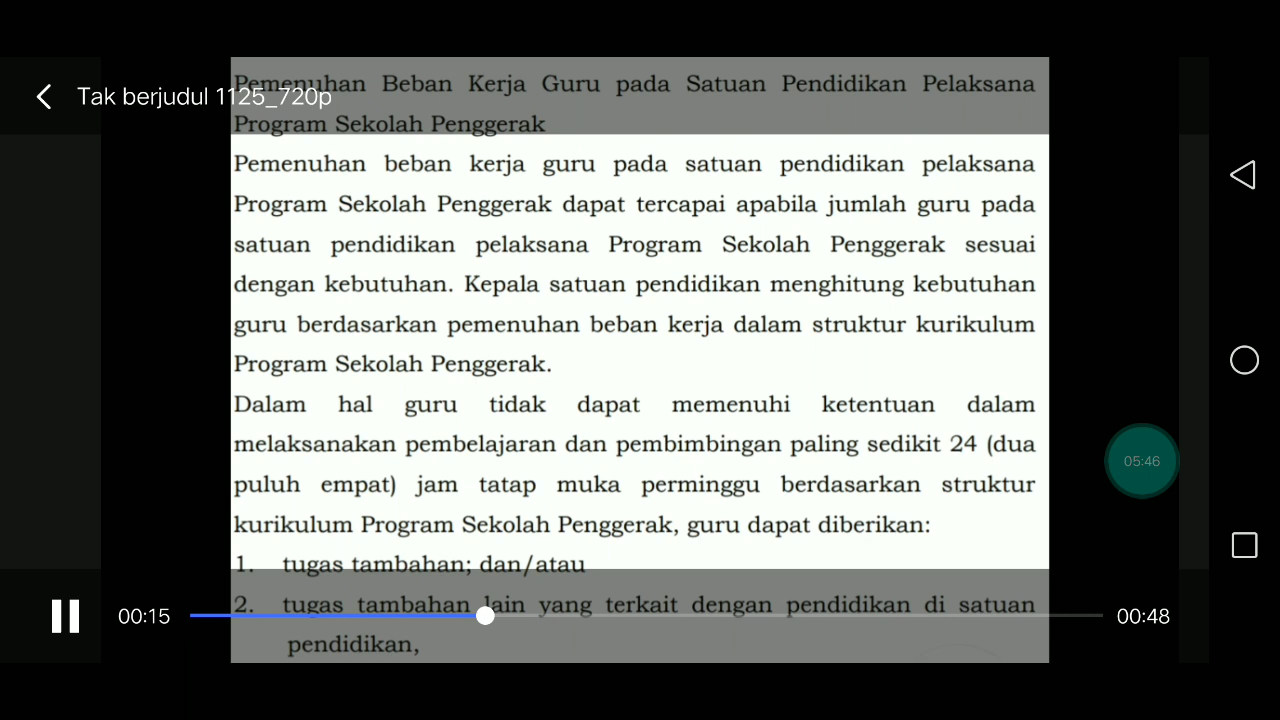 Pemenuhan Beban Kerja Guru pada Satuan Pendidikan Pelaksana
Tak berjudul 1125_720p
Program Sekolah Penggerak
Pemenuhan beban kerja guru pada satuan pendidikan pelaksana
Program Sekolah Penggerak dapat tercapai apabila jumlah guru pada
satuan pendidikan pelaksana Program Sekolah Penggerak sesuai
dengan kebutuhan. Kepala satuan pendidikan menghitung kebutuhan
guru berdasarkan pemenuhan beban kerja dalam struktur kurikulum
Program Sekolah Penggerak.
Dalam hal guru tidak dapat memenuhi ketentuan dalam
melaksanakan pembelajaran dan pembimbingan paling sedikit 24 (dua
puluh empat) jam tatap muka perminggu berdasarkan struktur
kurikulum Program Sekolah Penggerak, guru dapat diberikan:
1. tugas tambahan; dan/atau
2. tugas tambahan lain yang terkait dengan pendidikan di satuan
pendidikan,
05:46
00:15
00:48